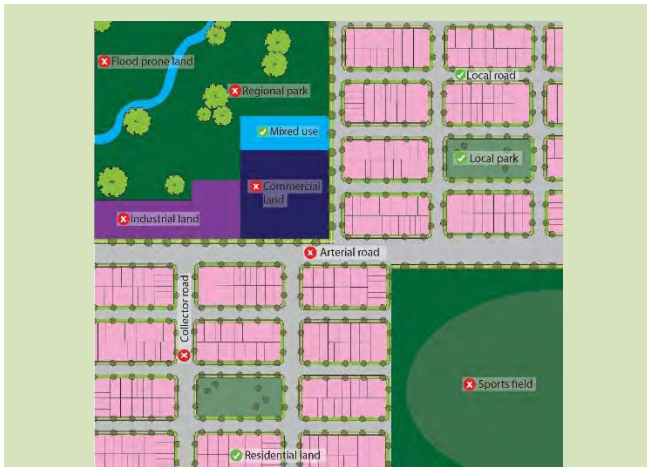 Flood prone land
Local road
Regional park
Mixed use
Local park
Commercial
land
Industrial land
Arterial road
Collector road
Sports field
Residential land